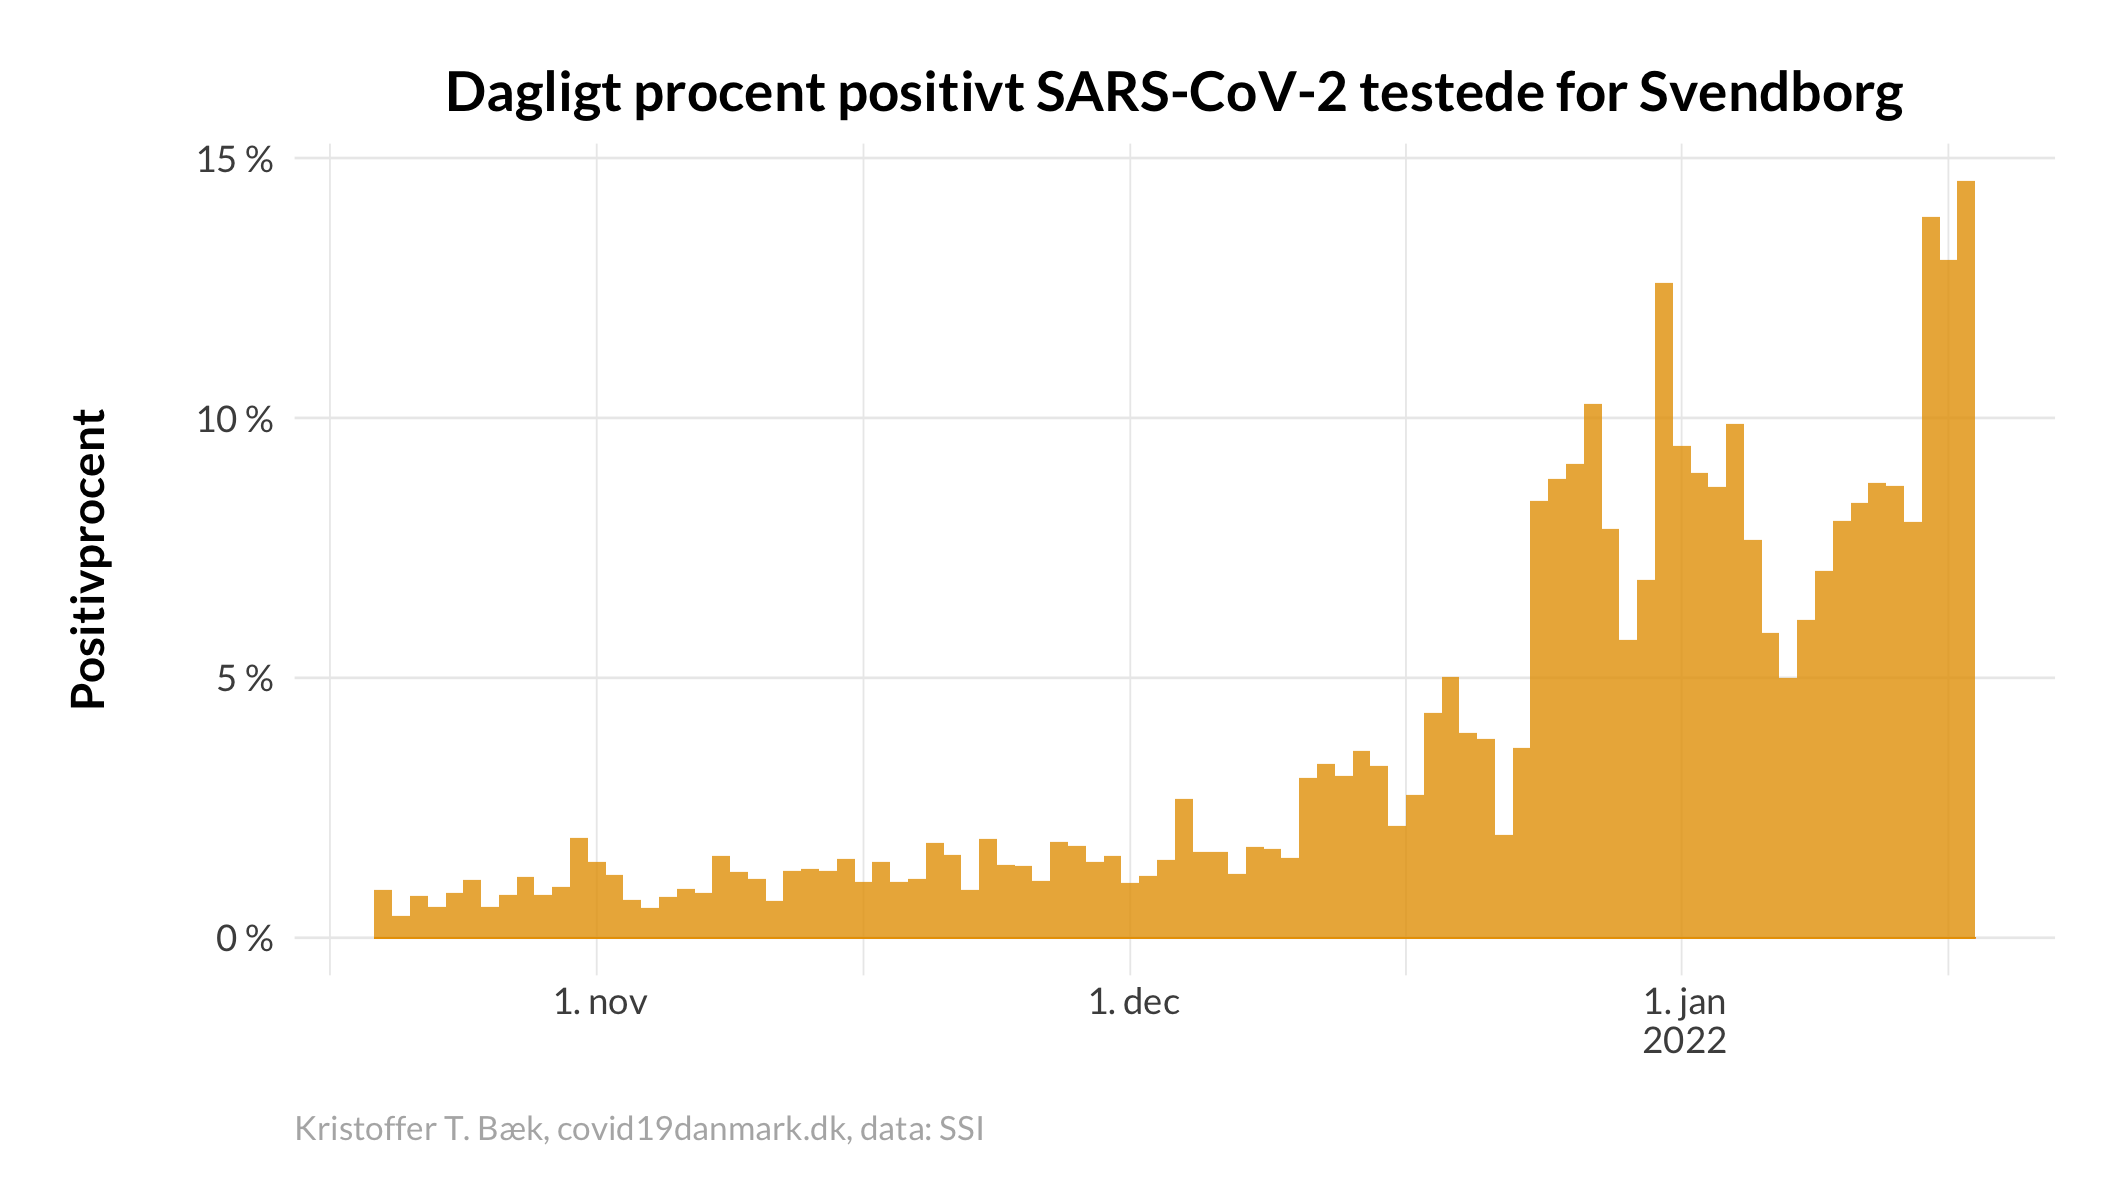 Dagligt procent positivt SARS-CoV-2 testede for Svendborg
Positivprocent
15 %
10 %
5 %
0 %
1. nov
1. dec
1. jan
2022
Kristoffer T. Bæk, covid19danmark.dk, data: SSI